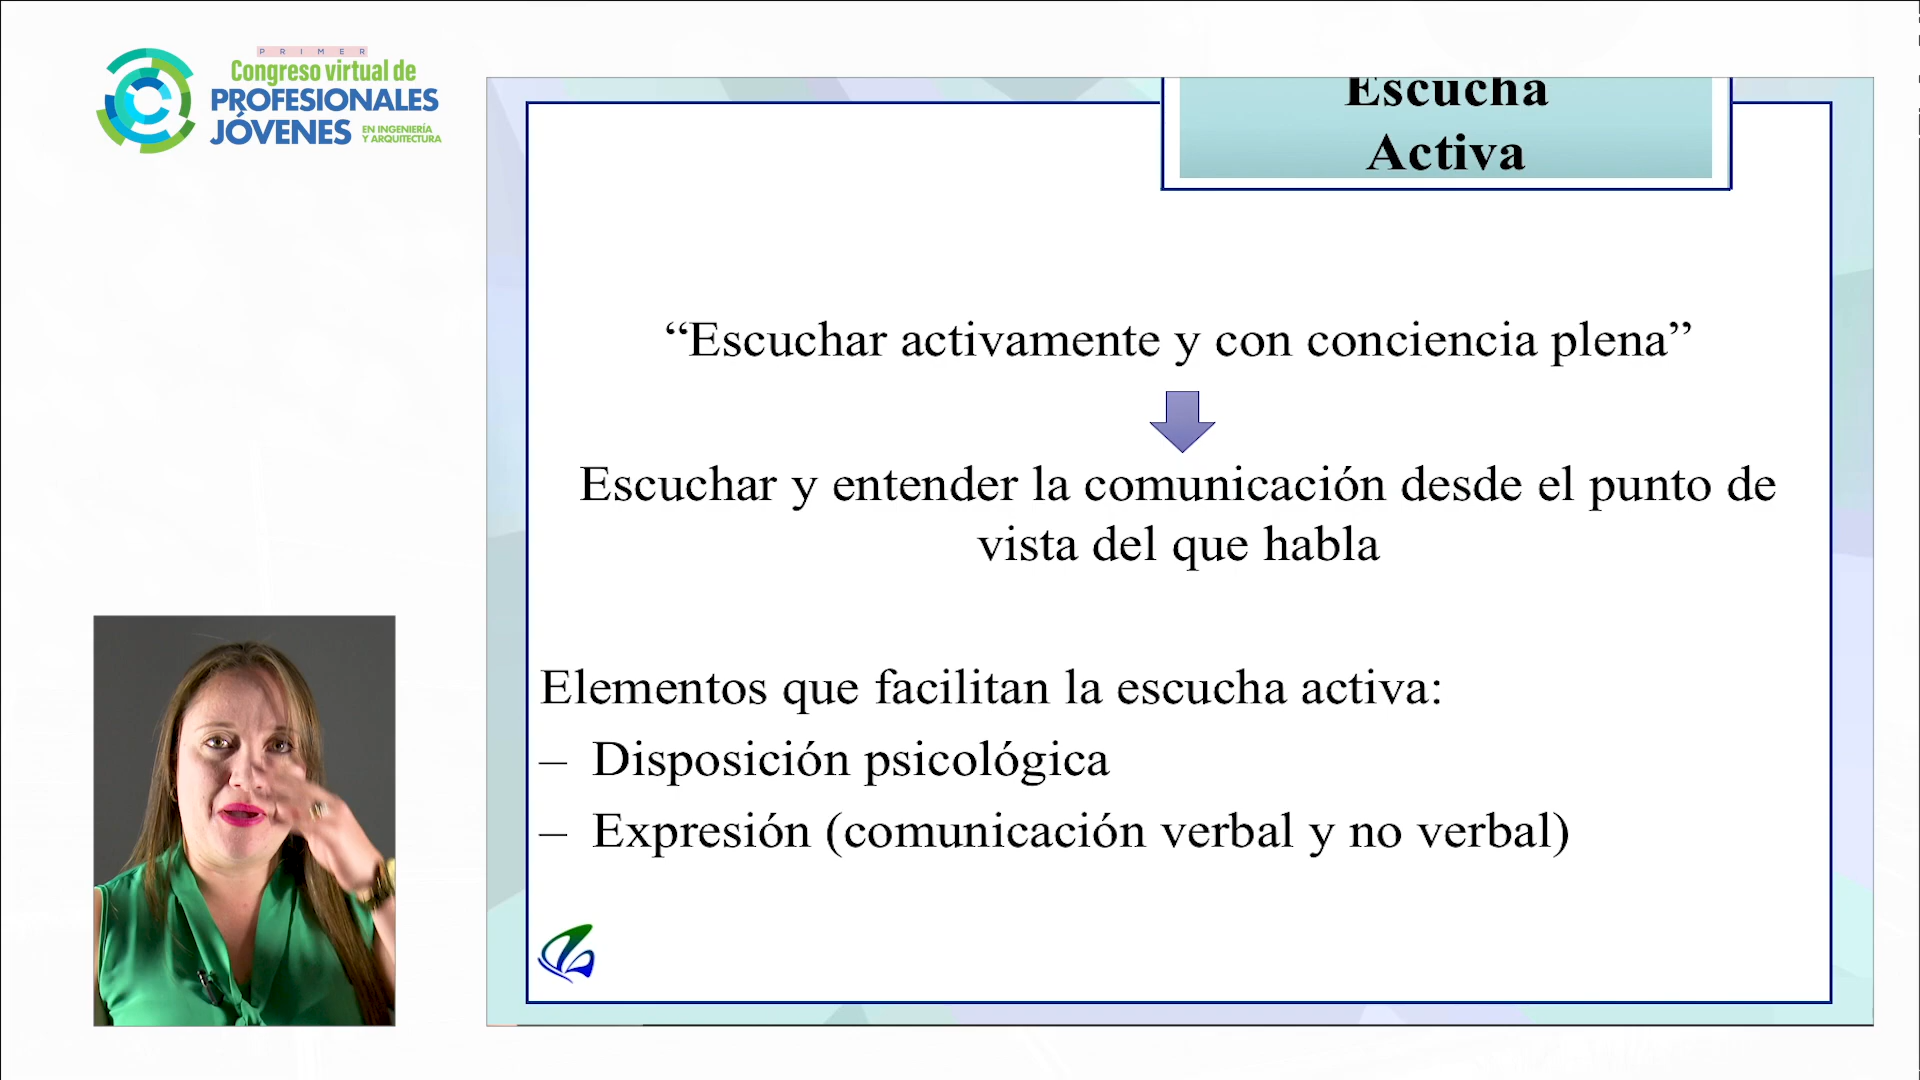 PRIMER
Congreso virtual de
PROFESIONALES
JÓVENES
EN INGENIERÍA
Y ARQUITECTURA
Escucha
Activa
“Escuchar activamente y con conciencia plena”
Escuchar y entender la comunicación desde el punto de
vista del que habla
Elementos que facilitan la escucha activa:
– Disposición psicológica
– Expresión (comunicación verbal y no verbal)